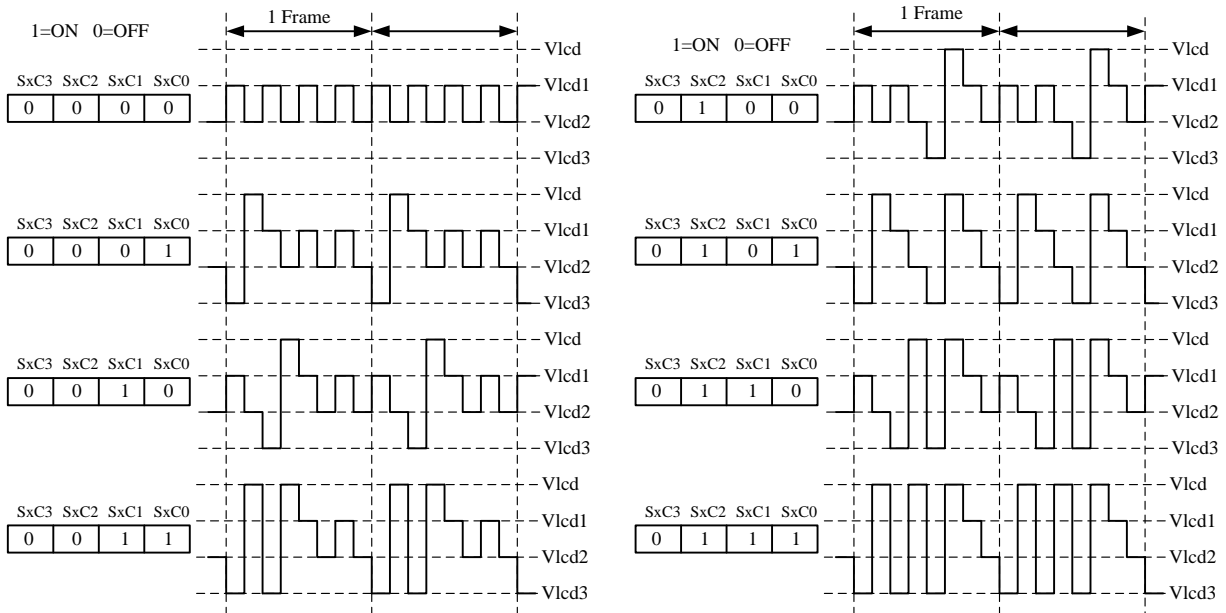 1=ON 0=OFF
1 Frame
SxC3 SxC2 SxC1 SxC0
0 0 0 0
Vlcd
Vlcd1
Vlcd2
Vlcd3
SxC3 SxC2 SxC1 SxC0
0 0 0 1
Vlcd
Vlcd1
Vlcd2
Vlcd3
SxC3 SxC2 SxC1 SxC0
0 0 1 0
Vlcd
Vlcd1
Vlcd2
Vlcd3
SxC3 SxC2 SxC1 SxC0
0 0 1 1
Vlcd
Vlcd1
Vlcd2
Vlcd3
1=ON 0=OFF
1 Frame
SxC3 SxC2 SxC1 SxC0
0 1 0 0
Vlcd
Vlcd1
Vlcd2
Vlcd3
SxC3 SxC2 SxC1 SxC0
0 1 0 1
Vlcd
Vlcd1
Vlcd2
Vlcd3
SxC3 SxC2 SxC1 SxC0
0 1 1 0
Vlcd
Vlcd1
Vlcd2
Vlcd3
SxC3 SxC2 SxC1 SxC0
0 1 1 1
Vlcd
Vlcd1
Vlcd2
Vlcd3